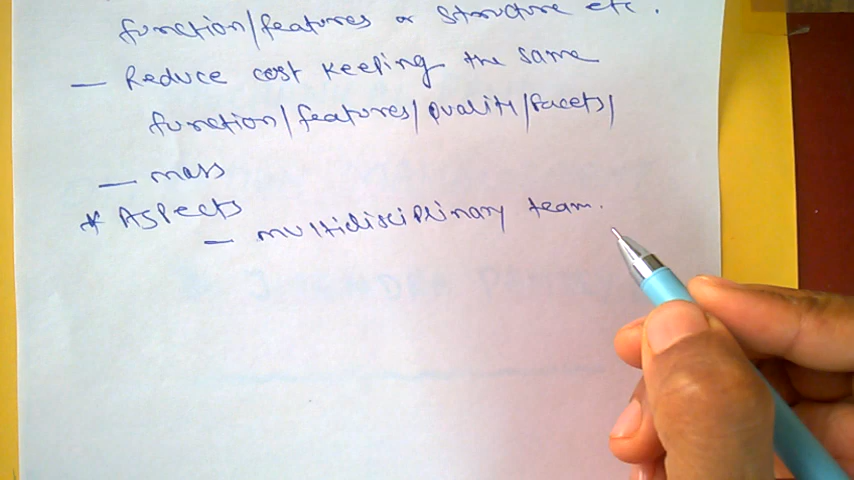 function/features or structure etc.
— Reduce cost keeping the same
function/features/quality/facets/
— mass
* Aspects
— multidisciplinary team.